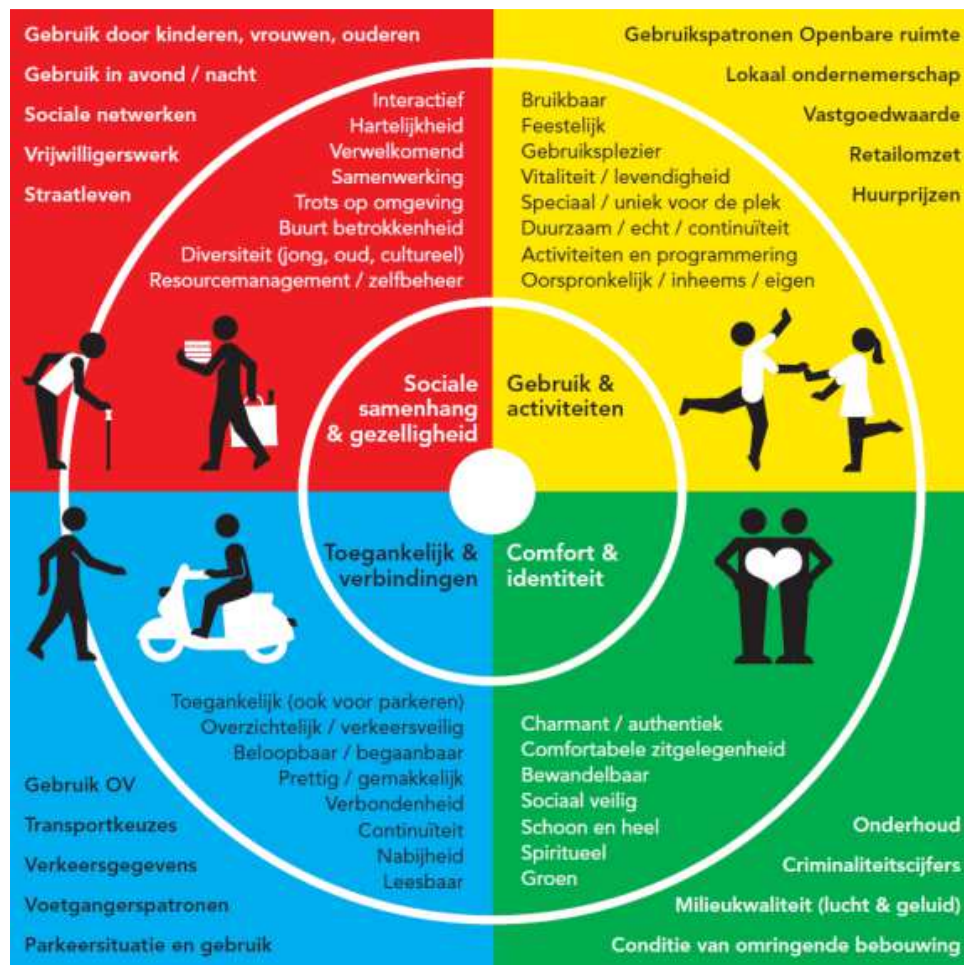 Gebruik door kinderen, vrouwen, ouderen
Gebruik in avond / nacht
Sociale netwerken
Vrijwilligerswerk
Straatleven
Interactief
Hartelijkheid
Verwelkomend
Samenwerking
Trots op omgeving
Buurt betrokkenheid
Diversiteit (jong, oud, cultureel)
Resourcemanagement / zelfbeheer
Sociale
samenhang
& gezelligheid
Gebruikspatronen Openbare ruimte
Lokaal ondernemerschap
Vastgoedwaarde
Retailomzet
Huurprijzen
Bruikbaar
Feestelijk
Gebruiksplezier
Vitaliteit / levendigheid
Speciaal / uniek voor de plek
Duurzaam / echt / continuïteit
Activiteiten en programmering
Oorspronkelijk / inheems / eigen
Gebruik &
activiteiten
Toegankelijk &
verbindingen
Toegankelijk (ook voor parkeren)
Overzichtelijk / verkeersveilig
Beloopbaar / begaanbaar
Prettig / gemakkelijk
Verbondenheid
Continuïteit
Nabijheid
Leesbaar
Gebruik OV
Transportkeuzes
Verkeersgegevens
Voetgangerspatronen
Parkeersituatie en gebruik
Comfort &
identiteit
Charmant / authentiek
Comfortabele zitgelegenheid
Bewandelbaar
Sociaal veilig
Schoon en heel
Spiritueel
Groen
Onderhoud
Criminaliteitscijfers
Milieukwaliteit (lucht & geluid)
Conditie van omringende bebouwing